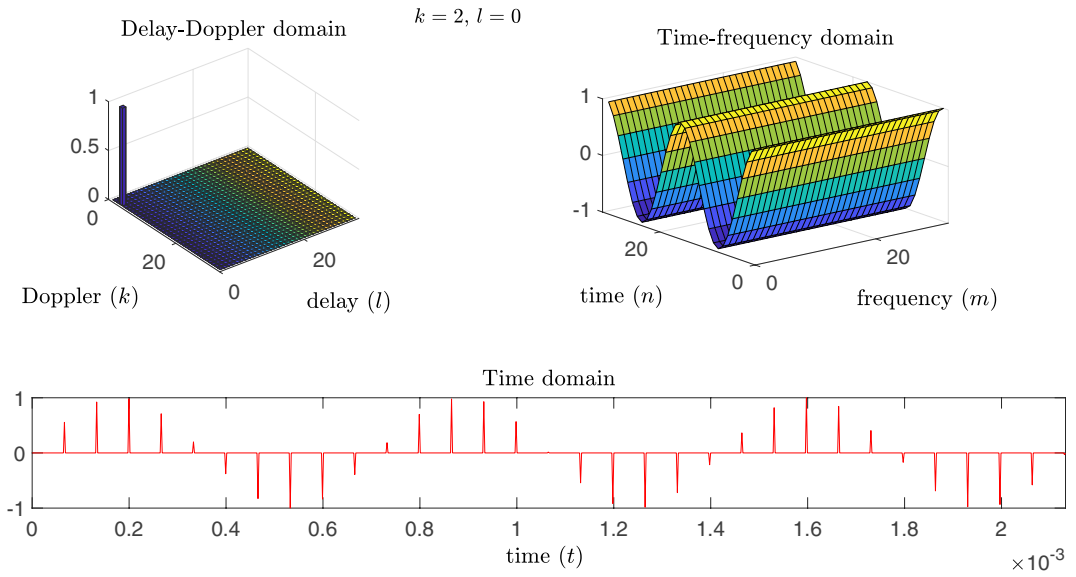 k = 2, l = 0
Delay-Doppler domain
1
0.5
0
0
20
Doppler (k)
0
20
delay (l)
Time-frequency domain
1
0
-1
20
0
time (n)
0
20
frequency (m)
Time domain
1
0
-1
0 0.2 0.4 0.6 0.8 1 1.2 1.4 1.6 1.8 2
time (t)
×10⁻³